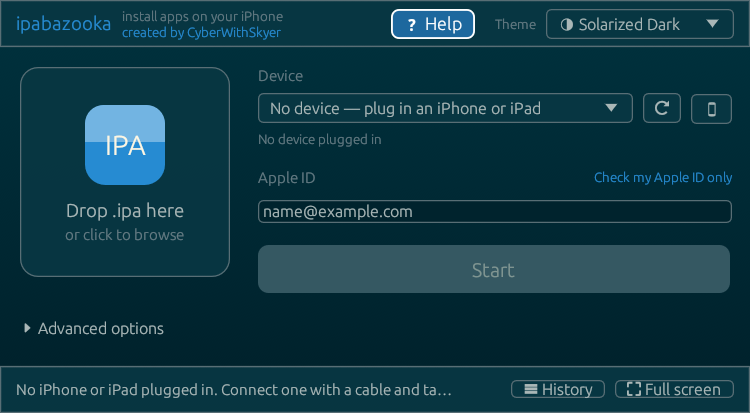 ipabazooka
install apps on your iPhone
created by CyberWithSkyer
? Help
Theme
Solarized Dark
IPA
Drop .ipa here
or click to browse
Device
No device — plug in an iPhone or iPad
No device plugged in
Apple ID
Check my Apple ID only
name@example.com
Start
Advanced options
No iPhone or iPad plugged in. Connect one with a cable and ta…
History
Full screen